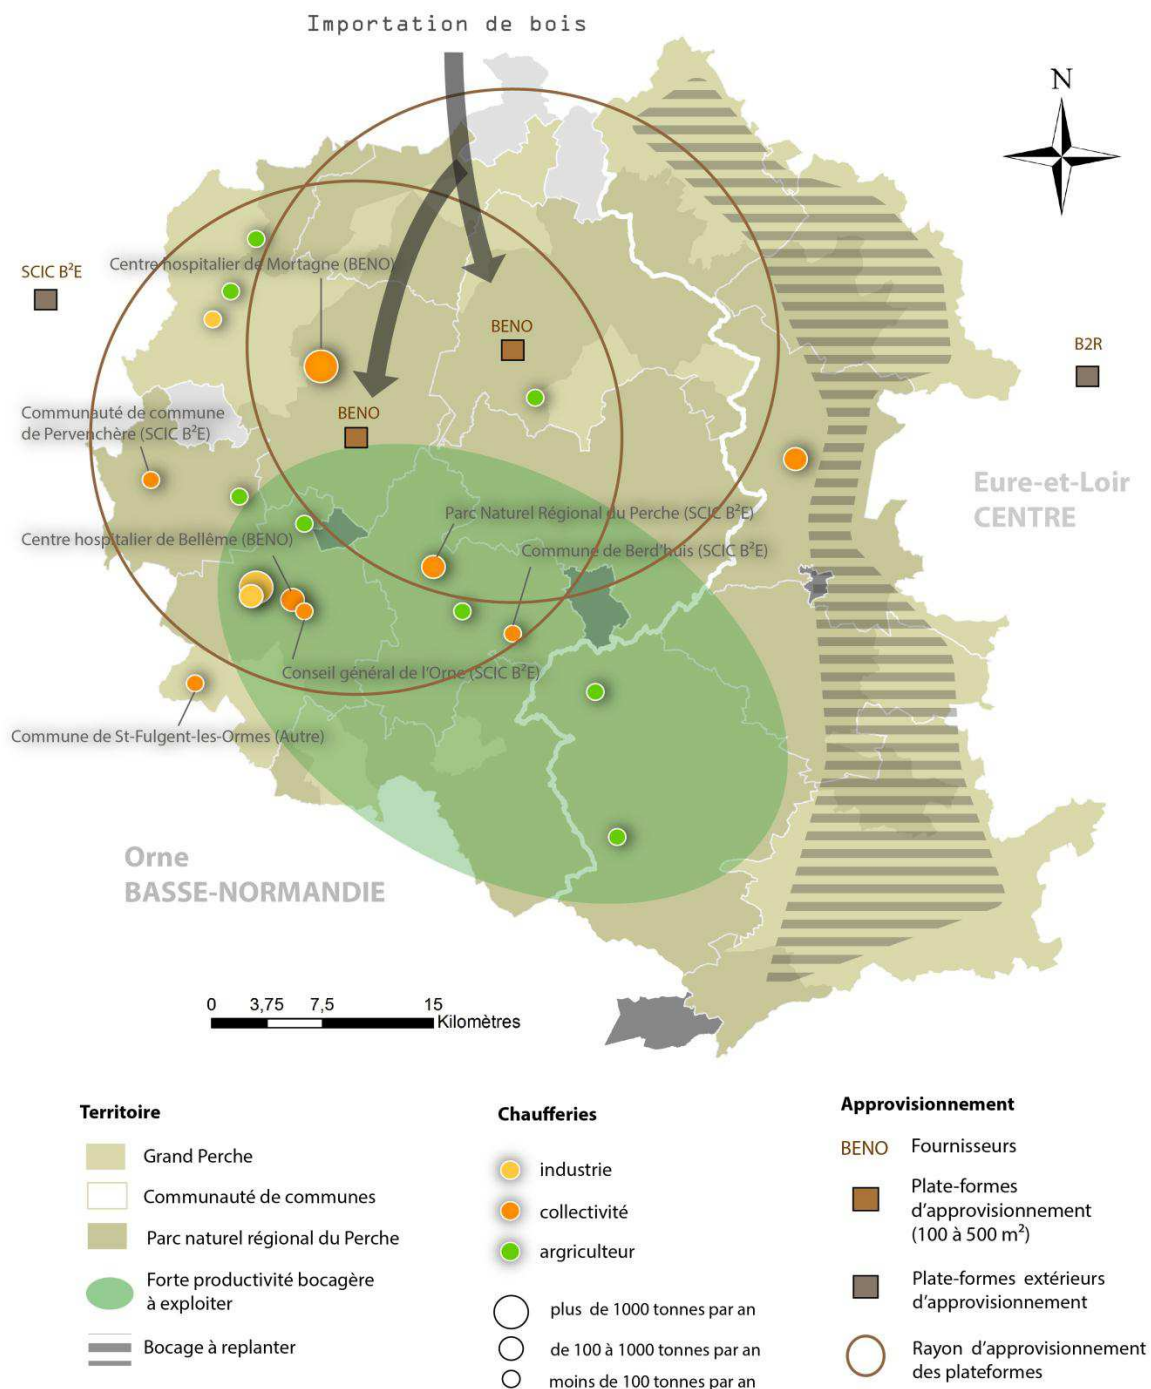 Importation de bois
N
SCIC B²E
Centre hospitalier de Mortagne (BENO)
BENO
B2R
Communauté de commune
de Pervenchère (SCIC B²E)
BENO
Eure-et-Loir
CENTRE
Parc Naturel Régional du Perche (SCIC B²E)
Centre hospitalier de Bellême (BENO)
Commune de Berd'huis (SCIC B²E)
Conseil général de l'Orne (SCIC B²E)
Commune de St-Fulgent-les-Ormes (Autre)
Orne
BASSE-NORMANDIE
0 3,75 7,5 15
Kilomètres
Territoire
Grand Perche
Communauté de communes
Parc naturel régional du Perche
Forte productivité bocagère
à exploiter
Bocage à replanter
Chaufferies
industrie
collectivité
argriculteur
plus de 1000 tonnes par an
de 100 à 1000 tonnes par an
moins de 100 tonnes par an
Approvisionnement
BENO Fournisseurs
Plate-formes
d'approvisionnement
(100 à 500 m²)
Plate-formes extérieurs
d'approvisionnement
Rayon d'approvisionnement
des plateformes